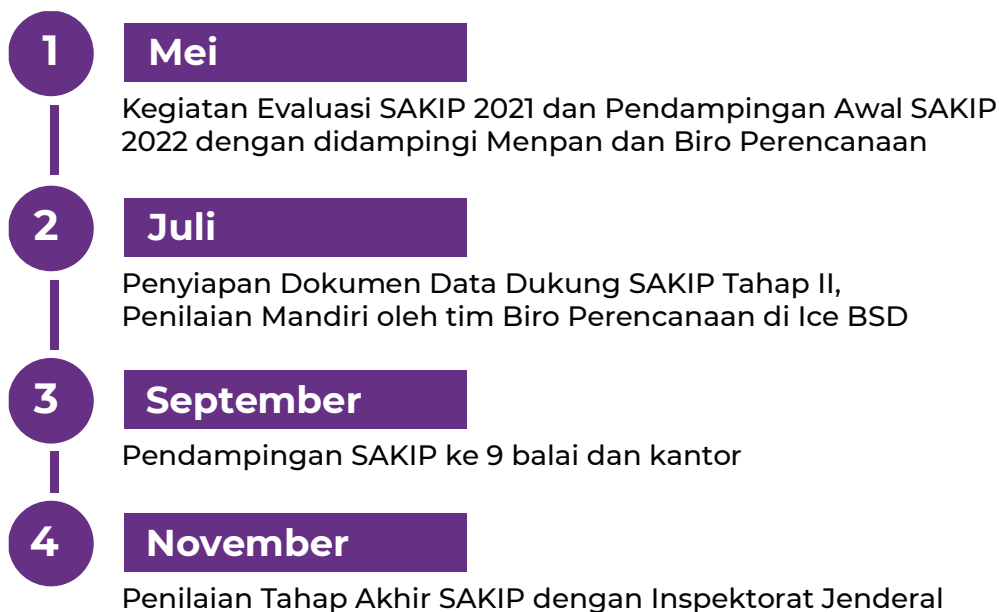 1
Mei
Kegiatan Evaluasi SAKIP 2021 dan Pendampingan Awal SAKIP
2022 dengan didampingi Menpan dan Biro Perencanaan
2
Juli
Penyiapan Dokumen Data Dukung SAKIP Tahap II,
Penilaian Mandiri oleh tim Biro Perencanaan di Ice BSD
3
September
Pendampingan SAKIP ke 9 balai dan kantor
4
November
Penilaian Tahap Akhir SAKIP dengan Inspektorat Jenderal